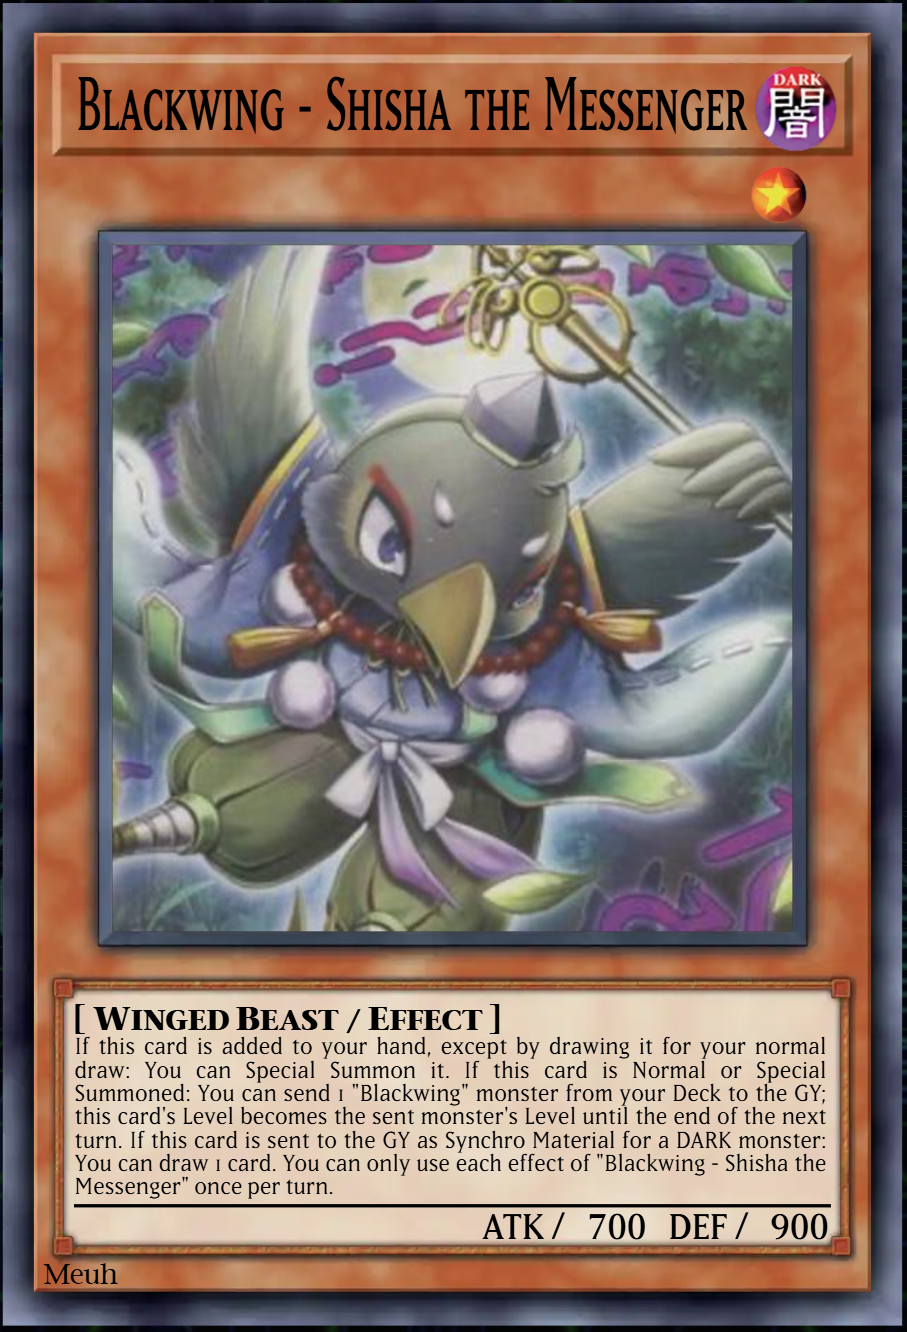 Blackwing - Shisha the Messenger
DARK
闇
[ Winged Beast / Effect ]
If this card is added to your hand, except by drawing it for your normal
draw: You can Special Summon it. If this card is Normal or Special
Summoned: You can send 1 "Blackwing" monster from your Deck to the GY;
this card's Level becomes the sent monster's Level until the end of the next
turn. If this card is sent to the GY as Synchro Material for a DARK monster:
You can draw 1 card. You can only use each effect of "Blackwing - Shisha the
Messenger" once per turn.
ATK / 700 DEF / 900
Meuh